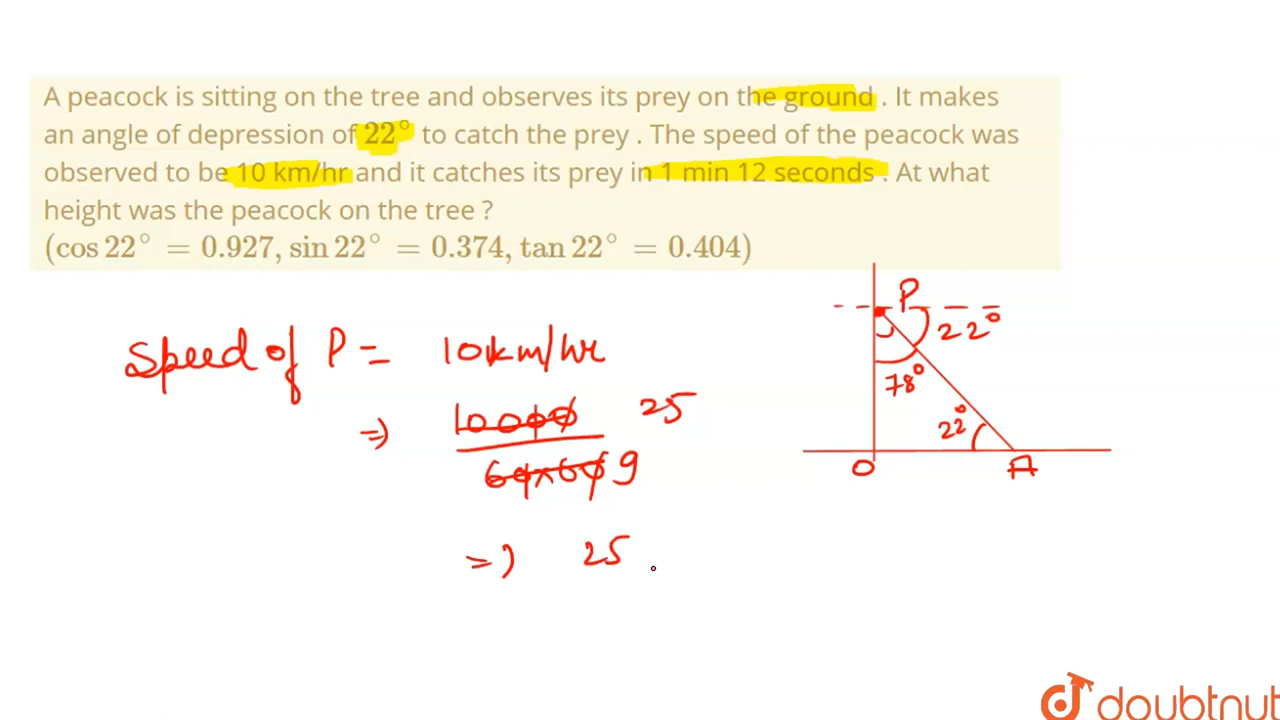 A peacock is sitting on the tree and observes its prey on the ground . It makes
an angle of depression of 22° to catch the prey . The speed of the peacock was
observed to be 10 km/hr and it catches its prey in 1 min 12 seconds . At what
height was the peacock on the tree ?
(cos 22° = 0.927, sin 22° = 0.374, tan 22° = 0.404)
Speed of P = 10km/hr
=) 10000 25
60×60 9
=) 25
P
22°
78°
22°
O A
doubtnut